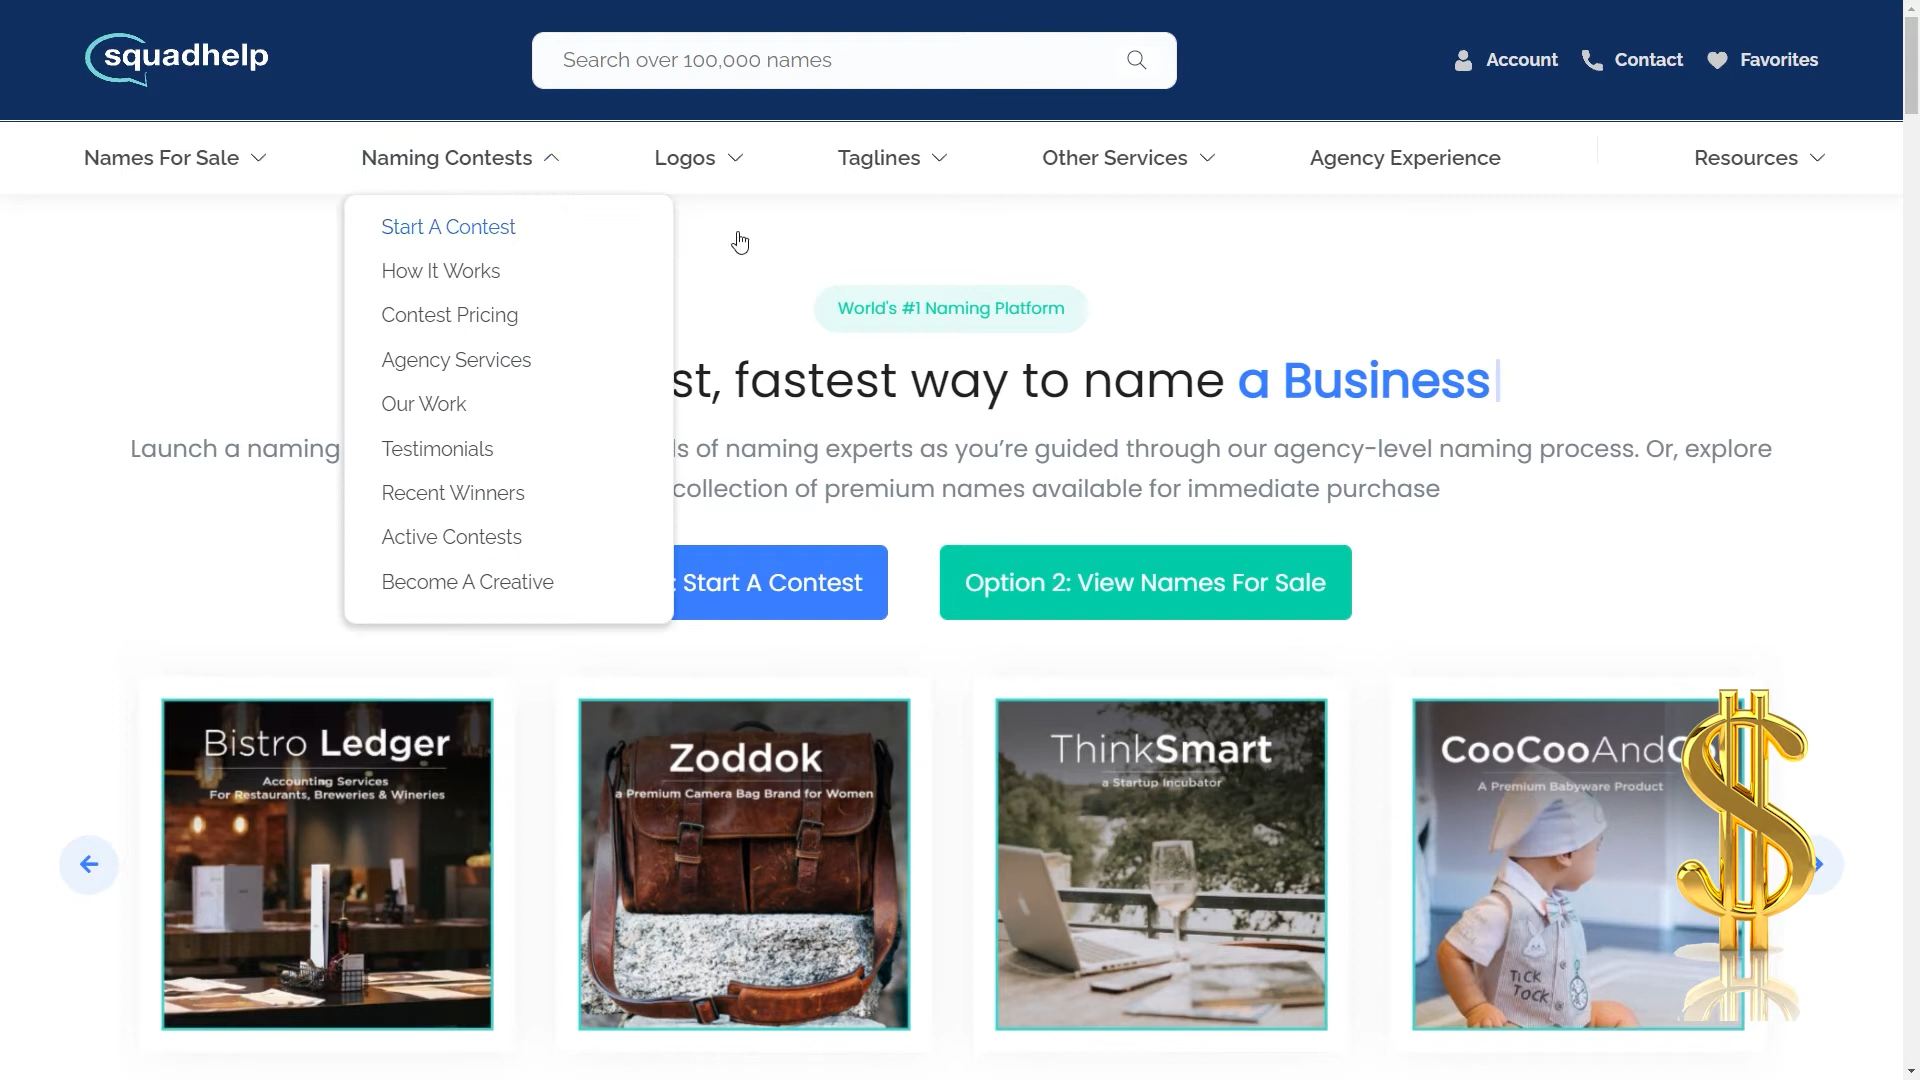 squadhelp
Search over 100,000 names
Account
Contact
Favorites
Names For Sale
Naming Contests
Logos
Taglines
Other Services
Agency Experience
Resources
Start A Contest
How It Works
Contest Pricing
Agency Services
Our Work
Testimonials
Recent Winners
Active Contests
Become A Creative
World's #1 Naming Platform
st, fastest way to name a Business
Launch a naming
s of naming experts as you’re guided through our agency-level naming process. Or, explore
collection of premium names available for immediate purchase
: Start A Contest
Option 2: View Names For Sale
Bistro Ledger
Accounting Services
For Restaurants, Breweries & Wineries
Zoddok
a Premium Camera Bag Brand for Women
ThinkSmart
a Startup Incubator
CooCooAnd
A Premium Babyware Product
TICK
TOCK
$